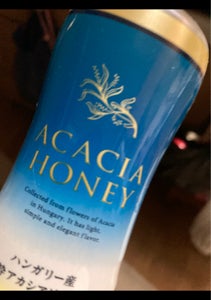 ACACIA
HONEY
Collected from Flowers of Acacia
in Hungary. It has light,
simple and elegant flavor.
ハンガリー産
アカシア